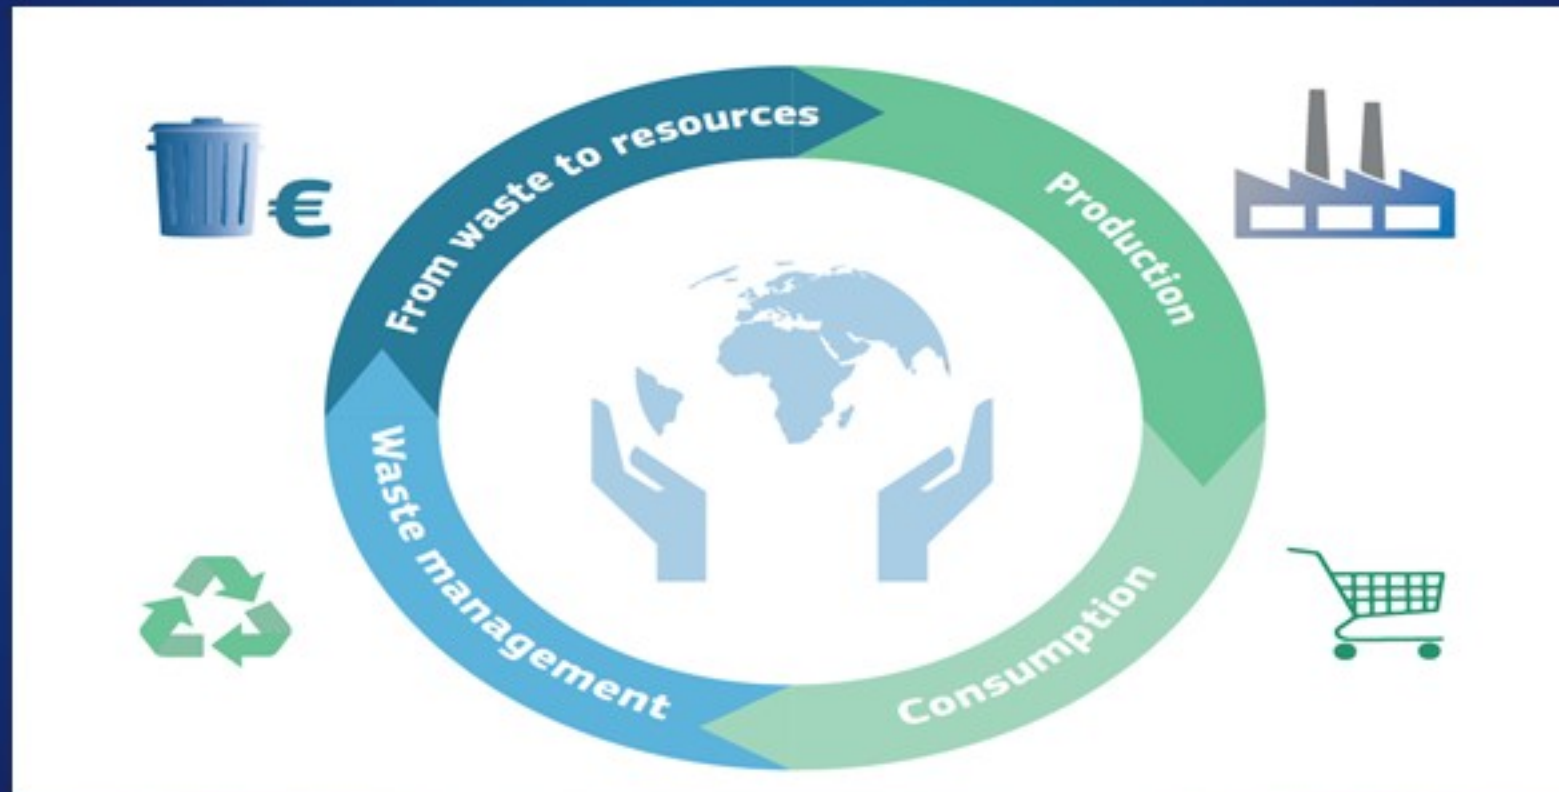 From waste to resources
Production
Consumption
Waste management
€